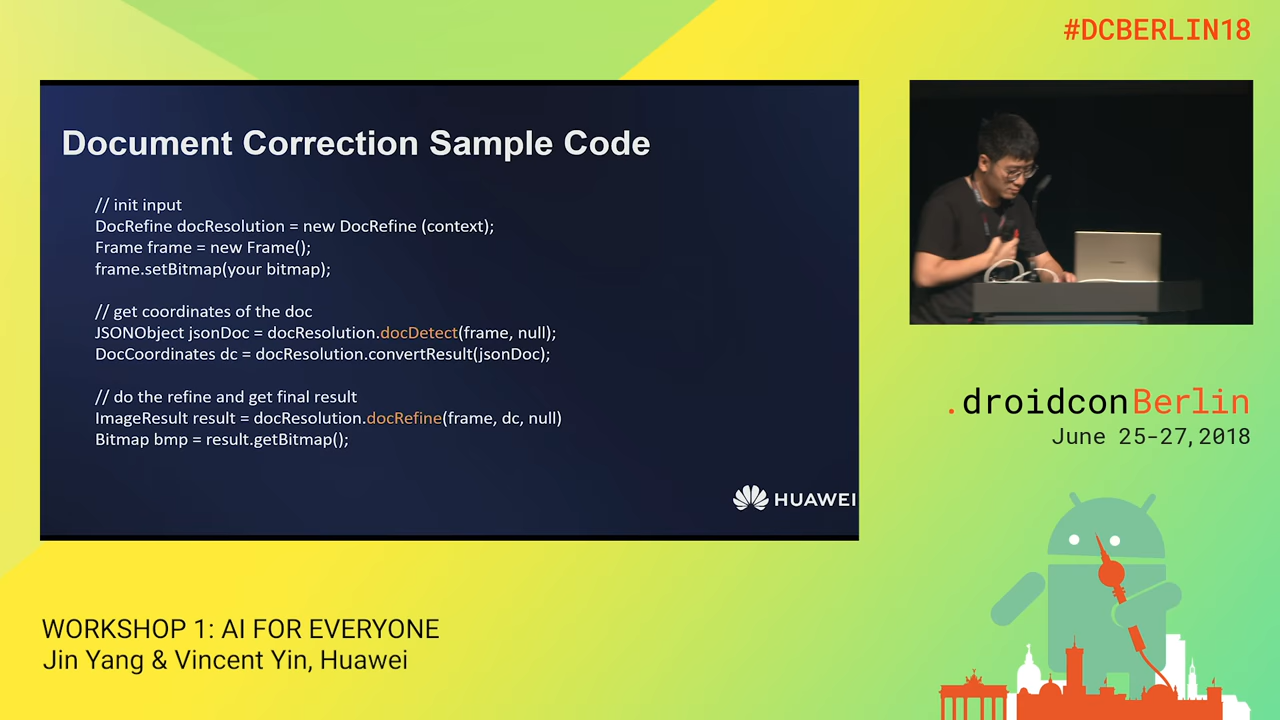 #DCBERLIN18
Document Correction Sample Code
// init input
DocRefine docResolution = new DocRefine (context);
Frame frame = new Frame();
frame.setBitmap(your bitmap);
// get coordinates of the doc
JSONObject jsonDoc = docResolution.docDetect(frame, null);
DocCoordinates dc = docResolution.convertResult(jsonDoc);
// do the refine and get final result
ImageResult result = docResolution.docRefine(frame, dc, null)
Bitmap bmp = result.getBitmap();
HUAWEI
.droidconBerlin
June 25-27,2018
WORKSHOP 1: AI FOR EVERYONE
Jin Yang & Vincent Yin, Huawei